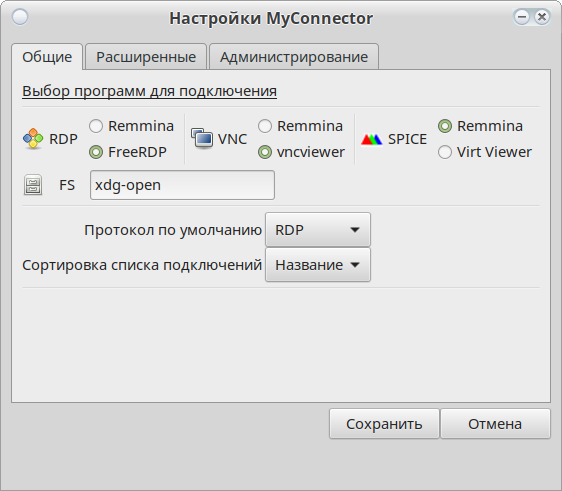 Настройки MyConnector
Общие Расширенные Администрирование
Выбор программ для подключения
RDP Remmina FreeRDP
VNC Remmina vncviewer
SPICE Remmina Virt Viewer
FS xdg-open
Протокол по умолчанию RDP
Сортировка списка подключений Название
Сохранить Отмена